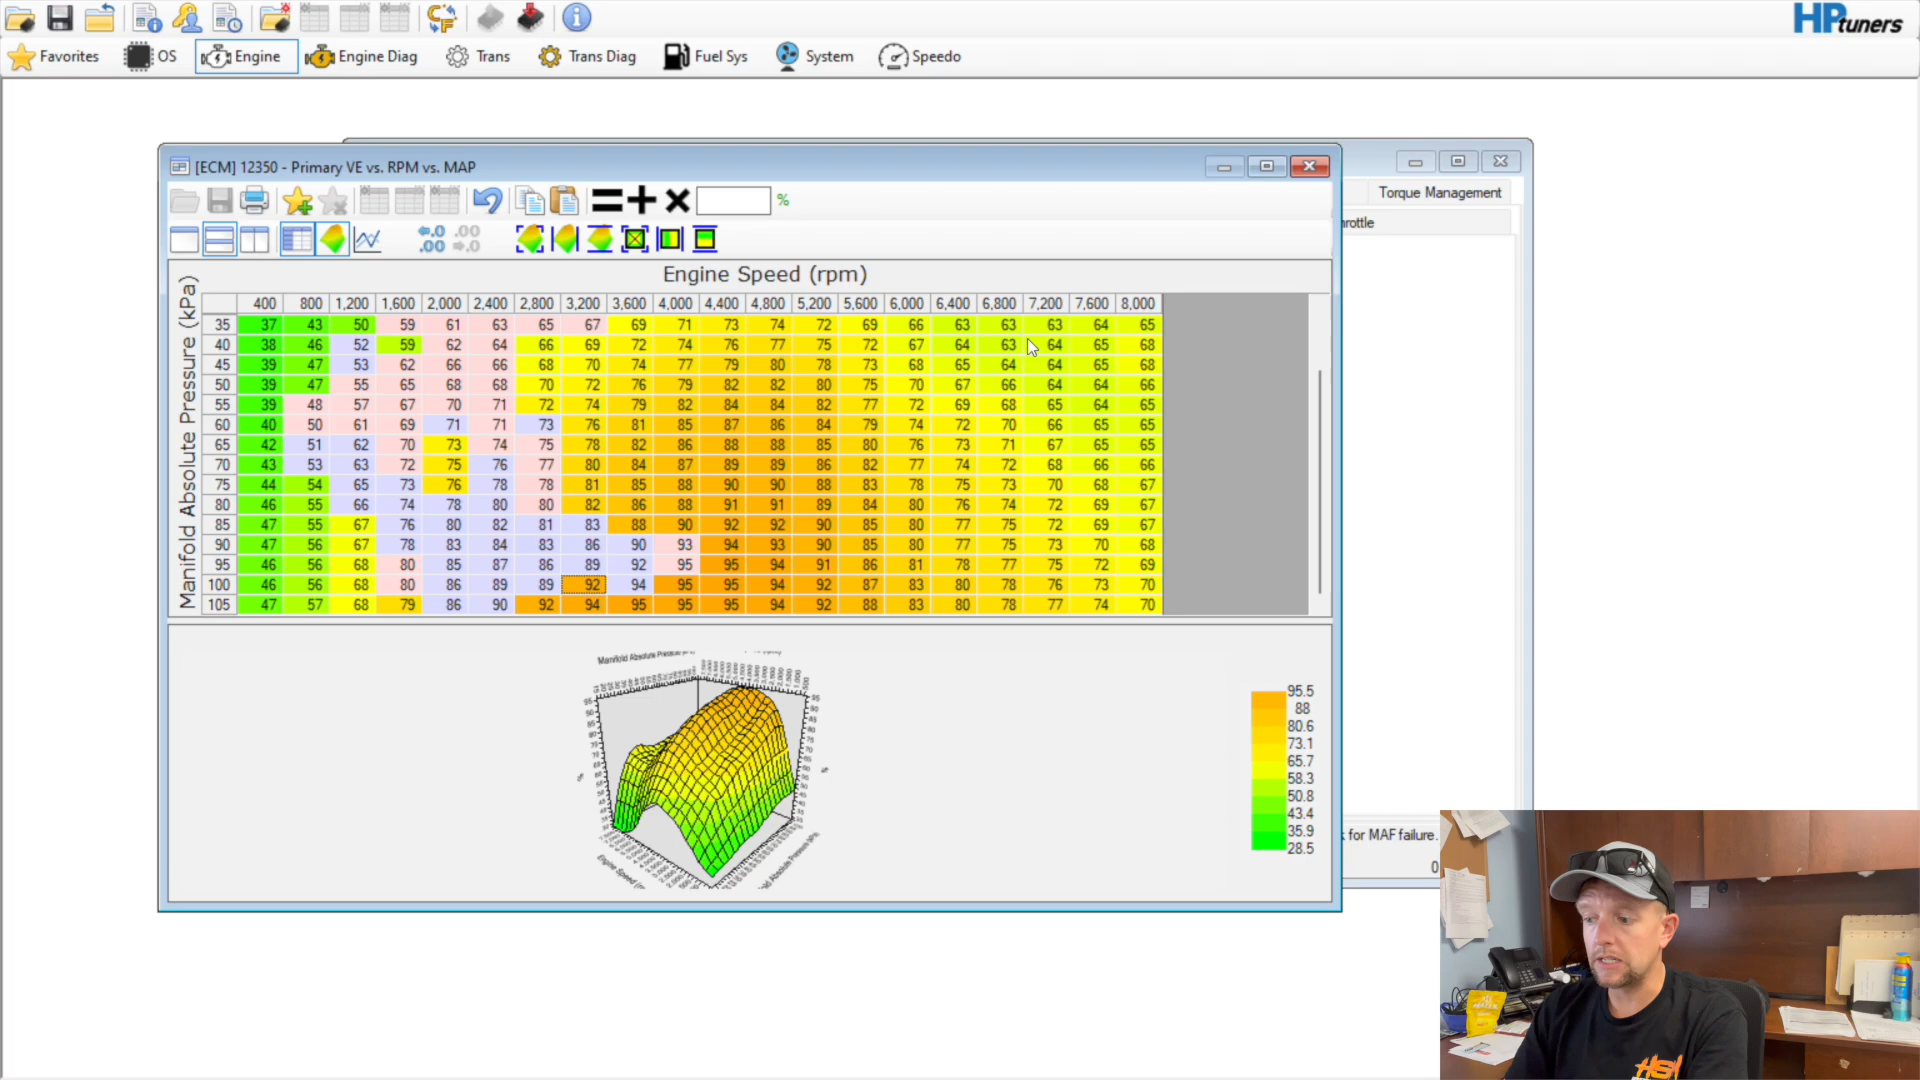 HPtuners
Favorites OS Engine Engine Diag Trans Trans Diag Fuel Sys System Speedo
[ECM] 12350 - Primary VE vs. RPM vs. MAP
Torque Management
%
Engine Speed (rpm)
Manifold Absolute Pressure (kPa)
400 800 1,200 1,600 2,000 2,400 2,800 3,200 3,600 4,000 4,400 4,800 5,200 5,600 6,000 6,400 6,800 7,200 7,600 8,000
35 37 43 50 59 61 63 65 67 69 71 73 74 72 69 66 63 63 63 64 65
40 38 46 52 59 62 64 66 69 72 74 76 77 75 72 67 64 63 64 65 68
45 39 47 53 62 66 66 68 70 74 77 79 80 78 73 68 65 64 64 65 68
50 39 47 55 65 68 68 70 72 76 79 82 82 80 75 70 67 66 64 64 66
55 39 48 57 67 70 71 72 74 79 82 84 84 82 77 72 69 68 65 64 65
60 40 50 61 69 71 71 73 76 81 85 87 86 84 79 74 72 70 66 65 65
65 42 51 62 70 73 74 75 78 82 86 88 88 85 80 76 73 71 67 65 65
70 43 53 63 72 75 76 77 80 84 87 89 89 86 82 77 74 72 68 66 66
75 44 54 65 73 76 78 78 81 85 88 90 90 88 83 78 75 73 70 68 67
80 46 55 66 74 78 80 80 82 86 88 91 91 89 84 80 76 74 72 69 67
85 47 55 67 76 80 82 81 83 88 90 92 92 90 85 80 77 75 72 69 67
90 47 56 67 78 83 84 83 86 90 93 94 93 90 85 80 77 75 73 70 68
95 46 56 68 80 85 87 86 89 92 95 95 94 91 86 81 78 77 75 72 69
100 46 56 68 80 86 89 89 92 94 95 95 94 92 87 83 80 78 76 73 70
105 47 57 68 79 86 90 92 94 95 95 95 94 92 88 83 80 78 77 74 70
Manifold Absolute
95.5
88
80.6
73.1
65.7
58.3
50.8
43.4
35.9
28.5
Engine Speed
Absolute Pressure
for MAF failure.
0
HSI